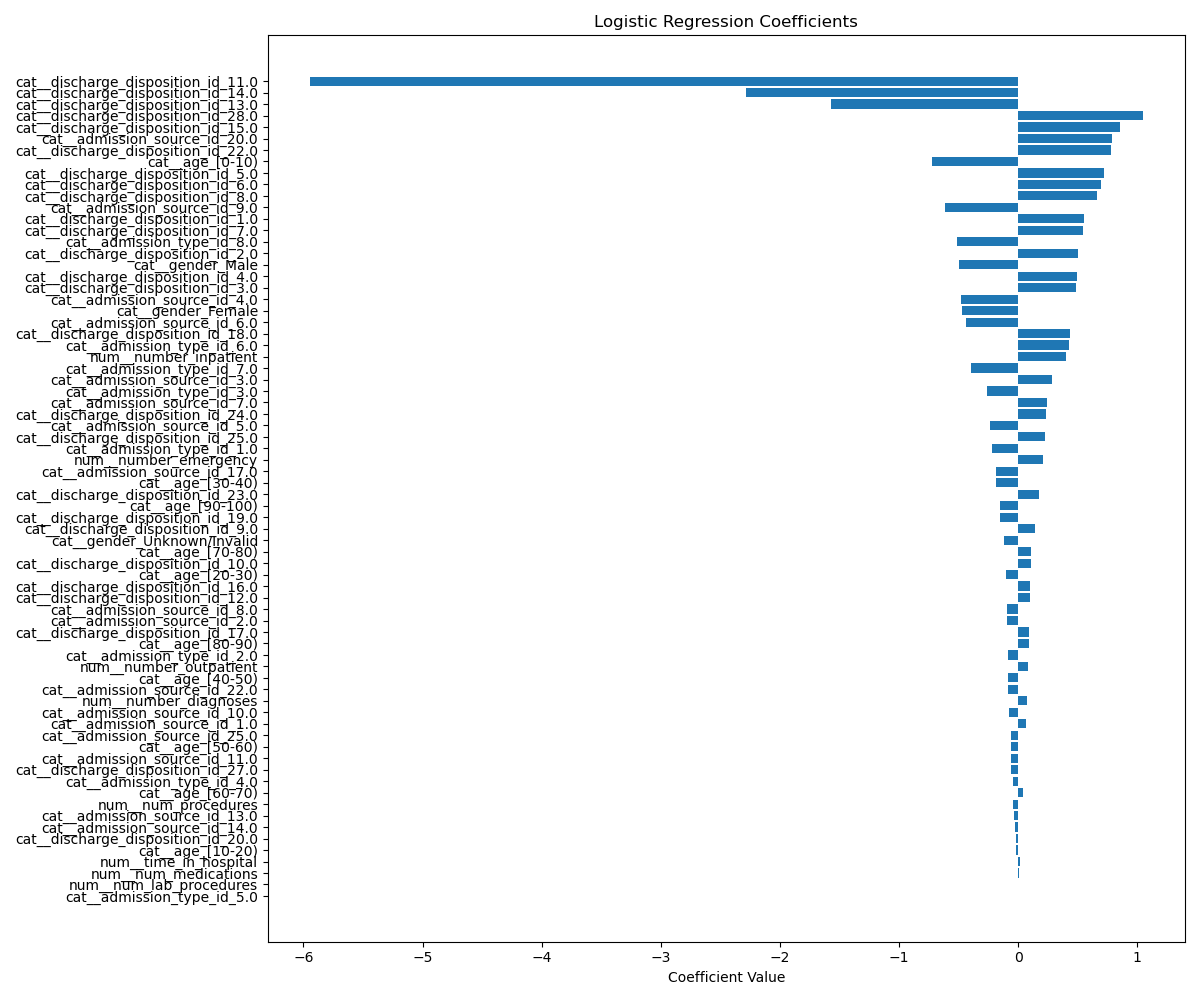 Logistic Regression Coefficients
cat__discharge_disposition_id_11.0
cat__discharge_disposition_id_14.0
cat__discharge_disposition_id_13.0
cat__discharge_disposition_id_28.0
cat__discharge_disposition_id_15.0
cat__admission_source_id_20.0
cat__discharge_disposition_id_22.0
cat__age_[0-10)
cat__discharge_disposition_id_5.0
cat__discharge_disposition_id_6.0
cat__discharge_disposition_id_8.0
cat__admission_source_id_9.0
cat__discharge_disposition_id_1.0
cat__discharge_disposition_id_7.0
cat__admission_type_id_8.0
cat__discharge_disposition_id_2.0
cat__gender_Male
cat__discharge_disposition_id_4.0
cat__discharge_disposition_id_3.0
cat__admission_source_id_4.0
cat__gender_Female
cat__admission_source_id_6.0
cat__discharge_disposition_id_18.0
cat__admission_type_id_6.0
num__number_inpatient
cat__admission_type_id_7.0
cat__admission_source_id_3.0
cat__admission_type_id_3.0
cat__admission_source_id_7.0
cat__discharge_disposition_id_24.0
cat__admission_source_id_5.0
cat__discharge_disposition_id_25.0
cat__admission_type_id_1.0
num__number_emergency
cat__admission_source_id_17.0
cat__age_[30-40)
cat__discharge_disposition_id_23.0
cat__age_[90-100)
cat__discharge_disposition_id_19.0
cat__discharge_disposition_id_9.0
cat__gender_Unknown/Invalid
cat__age_[70-80)
cat__discharge_disposition_id_10.0
cat__age_[20-30)
cat__discharge_disposition_id_16.0
cat__discharge_disposition_id_12.0
cat__admission_source_id_8.0
cat__admission_source_id_2.0
cat__discharge_disposition_id_17.0
cat__age_[80-90)
cat__admission_type_id_2.0
num__number_outpatient
cat__age_[40-50)
cat__admission_source_id_22.0
num__number_diagnoses
cat__admission_source_id_10.0
cat__admission_source_id_1.0
cat__admission_source_id_25.0
cat__age_[50-60)
cat__admission_source_id_11.0
cat__discharge_disposition_id_27.0
cat__admission_type_id_4.0
cat__age_[60-70)
num__num_procedures
cat__admission_source_id_13.0
cat__admission_source_id_14.0
cat__discharge_disposition_id_20.0
cat__age_[10-20)
num__time_in_hospital
num__num_medications
num__num_lab_procedures
cat__admission_type_id_5.0
−6 −5 −4 −3 −2 −1 0 1
Coefficient Value